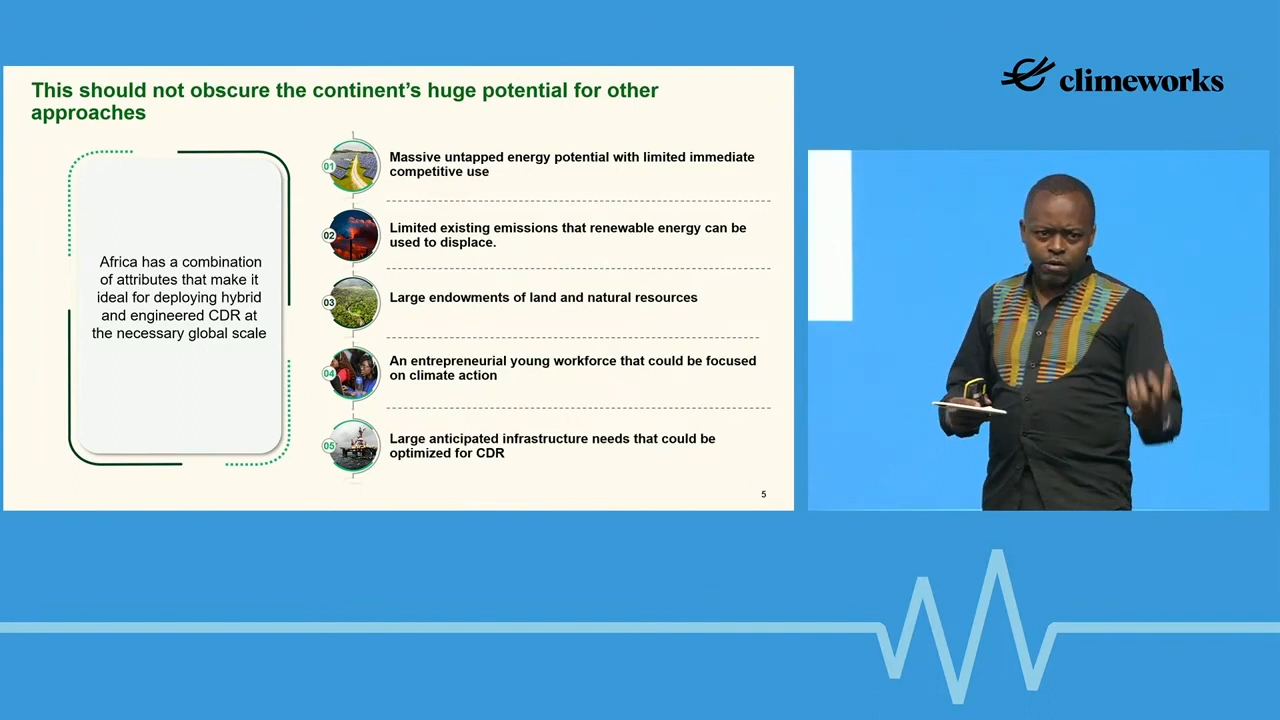 climeworks
This should not obscure the continent's huge potential for other
approaches
Africa has a combination
of attributes that make it
ideal for deploying hybrid
and engineered CDR at
the necessary global scale
01
Massive untapped energy potential with limited immediate
competitive use
02
Limited existing emissions that renewable energy can be
used to displace.
03
Large endowments of land and natural resources
04
An entrepreneurial young workforce that could be focused
on climate action
05
Large anticipated infrastructure needs that could be
optimized for CDR
5